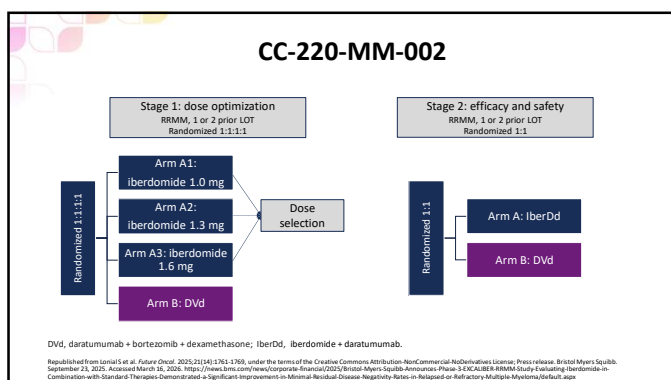 CC-220-MM-002
Stage 1: dose optimization
RRMM, 1 or 2 prior LOT
Randomized 1:1:1:1
Stage 2: efficacy and safety
RRMM, 1 or 2 prior LOT
Randomized 1:1
Randomized 1:1:1:1
Arm A1:
iberdomide 1.0 mg
Arm A2:
iberdomide 1.3 mg
Arm A3: iberdomide
1.6 mg
Arm B: DVd
Dose
selection
Randomized 1:1
Arm A: IberDd
Arm B: DVd
DVd, daratumumab + bortezomib + dexamethasone; IberDd, iberdomide + daratumumab.
Republished from Lonial S et al. Future Oncol. 2025;21(14):1761-1769, under the terms of the Creative Commons Attribution-NonCommercial-NoDerivatives License; Press release. Bristol Myers Squibb.
September 23, 2025. Accessed March 16, 2026. https://news.bms.com/news/corporate-financial/2025/Bristol-Myers-Squibb-Announces-Phase-3-EXCALIBER-RRMM-Study-Evaluating-Iberdomide-in-
Combination-with-Standard-Therapies-Demonstrated-a-Significant-Improvement-in-Minimal-Residual-Disease-Negativity-Rates-in-Relapsed-or-Refractory-Multiple-Myeloma/default.aspx